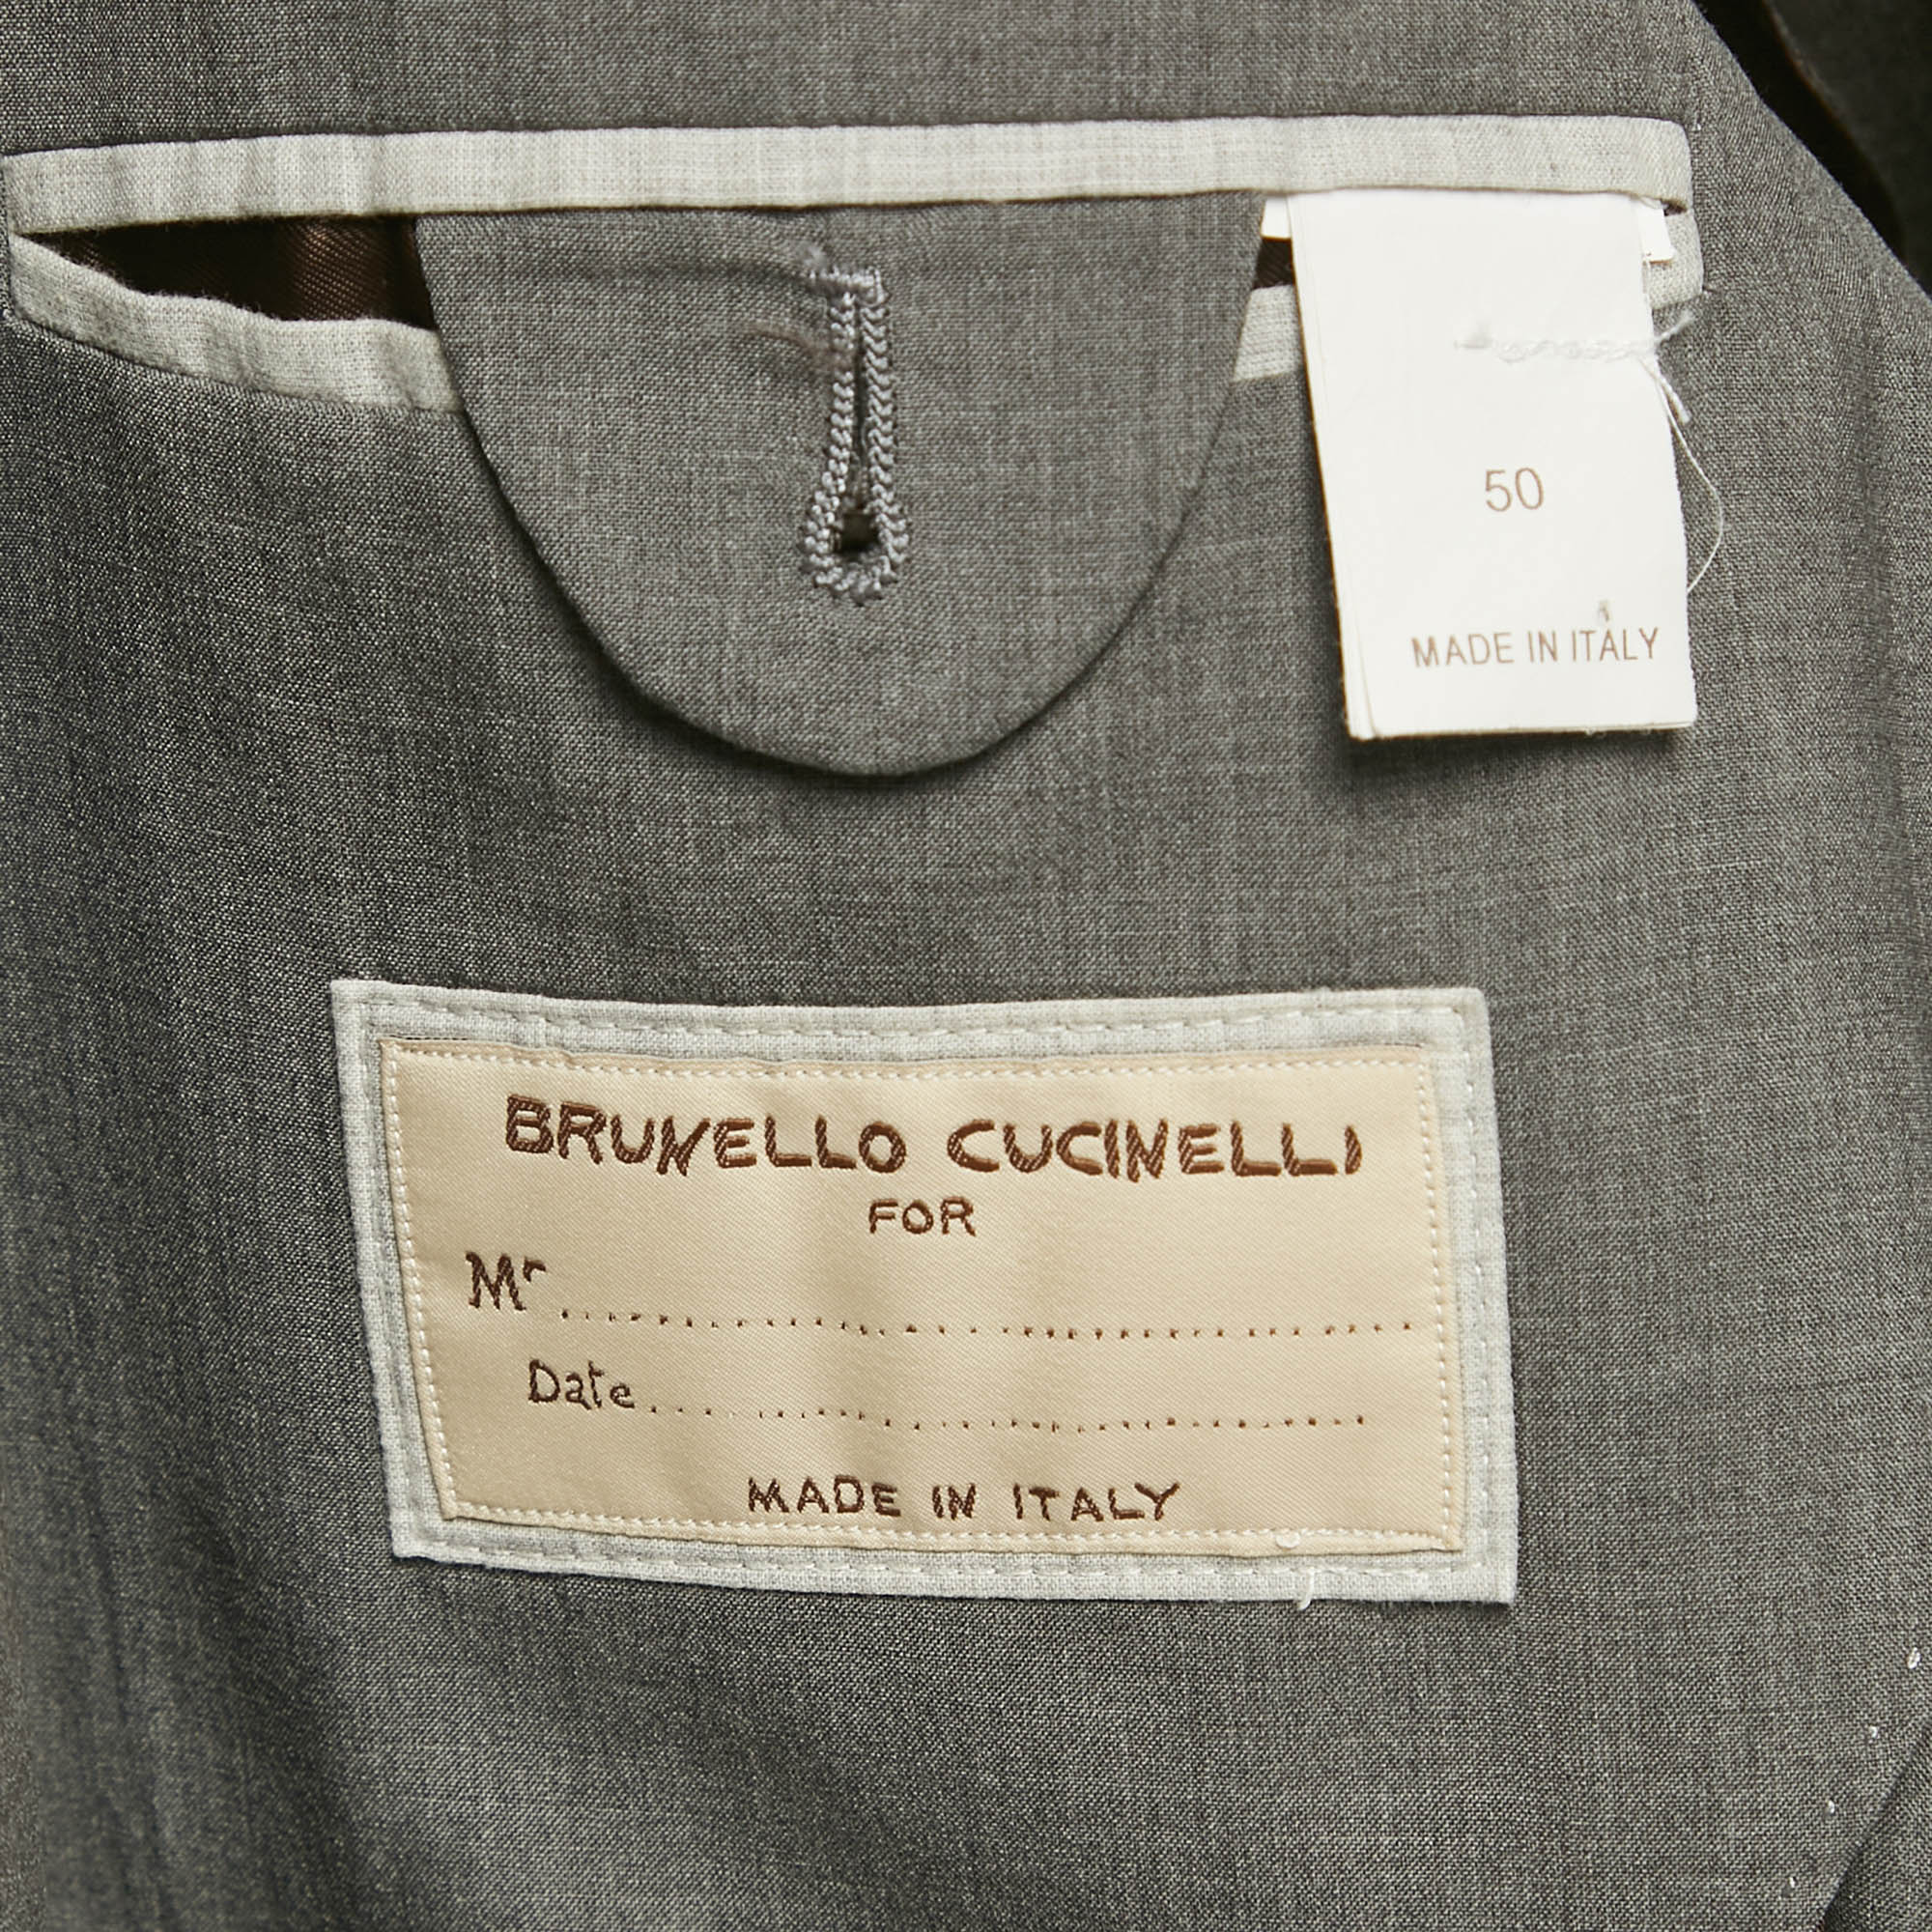 50
MADE IN ITALY
BRUNELLO CUCINELLI
FOR
Mr..........
Date..........
MADE IN ITALY